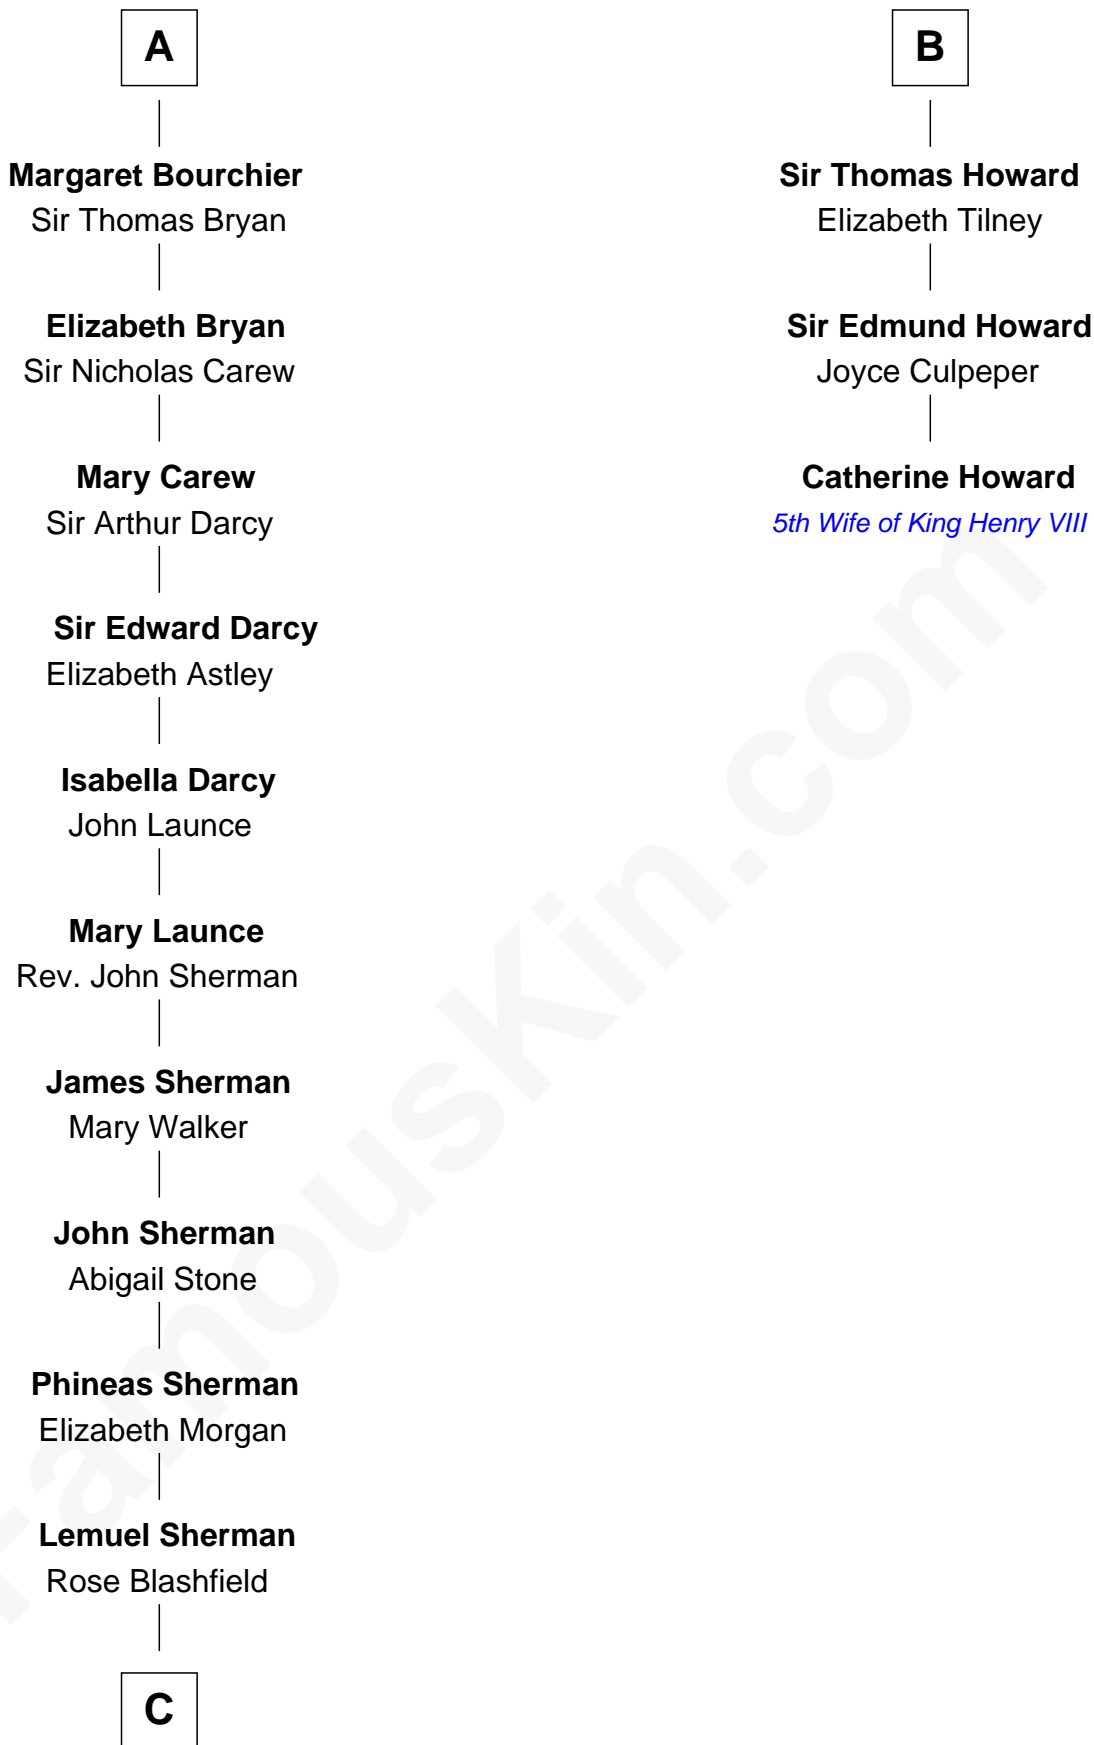 A
Margaret Bourchier
Sir Thomas Bryan
Elizabeth Bryan
Sir Nicholas Carew
Mary Carew
Sir Arthur Darcy
Sir Edward Darcy
Elizabeth Astley
Isabella Darcy
John Launce
Mary Launce
Rev. John Sherman
James Sherman
Mary Walker
John Sherman
Abigail Stone
Phineas Sherman
Elizabeth Morgan
Lemuel Sherman
Rose Blashfield
C
B
Sir Thomas Howard
Elizabeth Tilney
Sir Edmund Howard
Joyce Culpeper
Catherine Howard
5th Wife of King Henry VIII
FamousKin.com